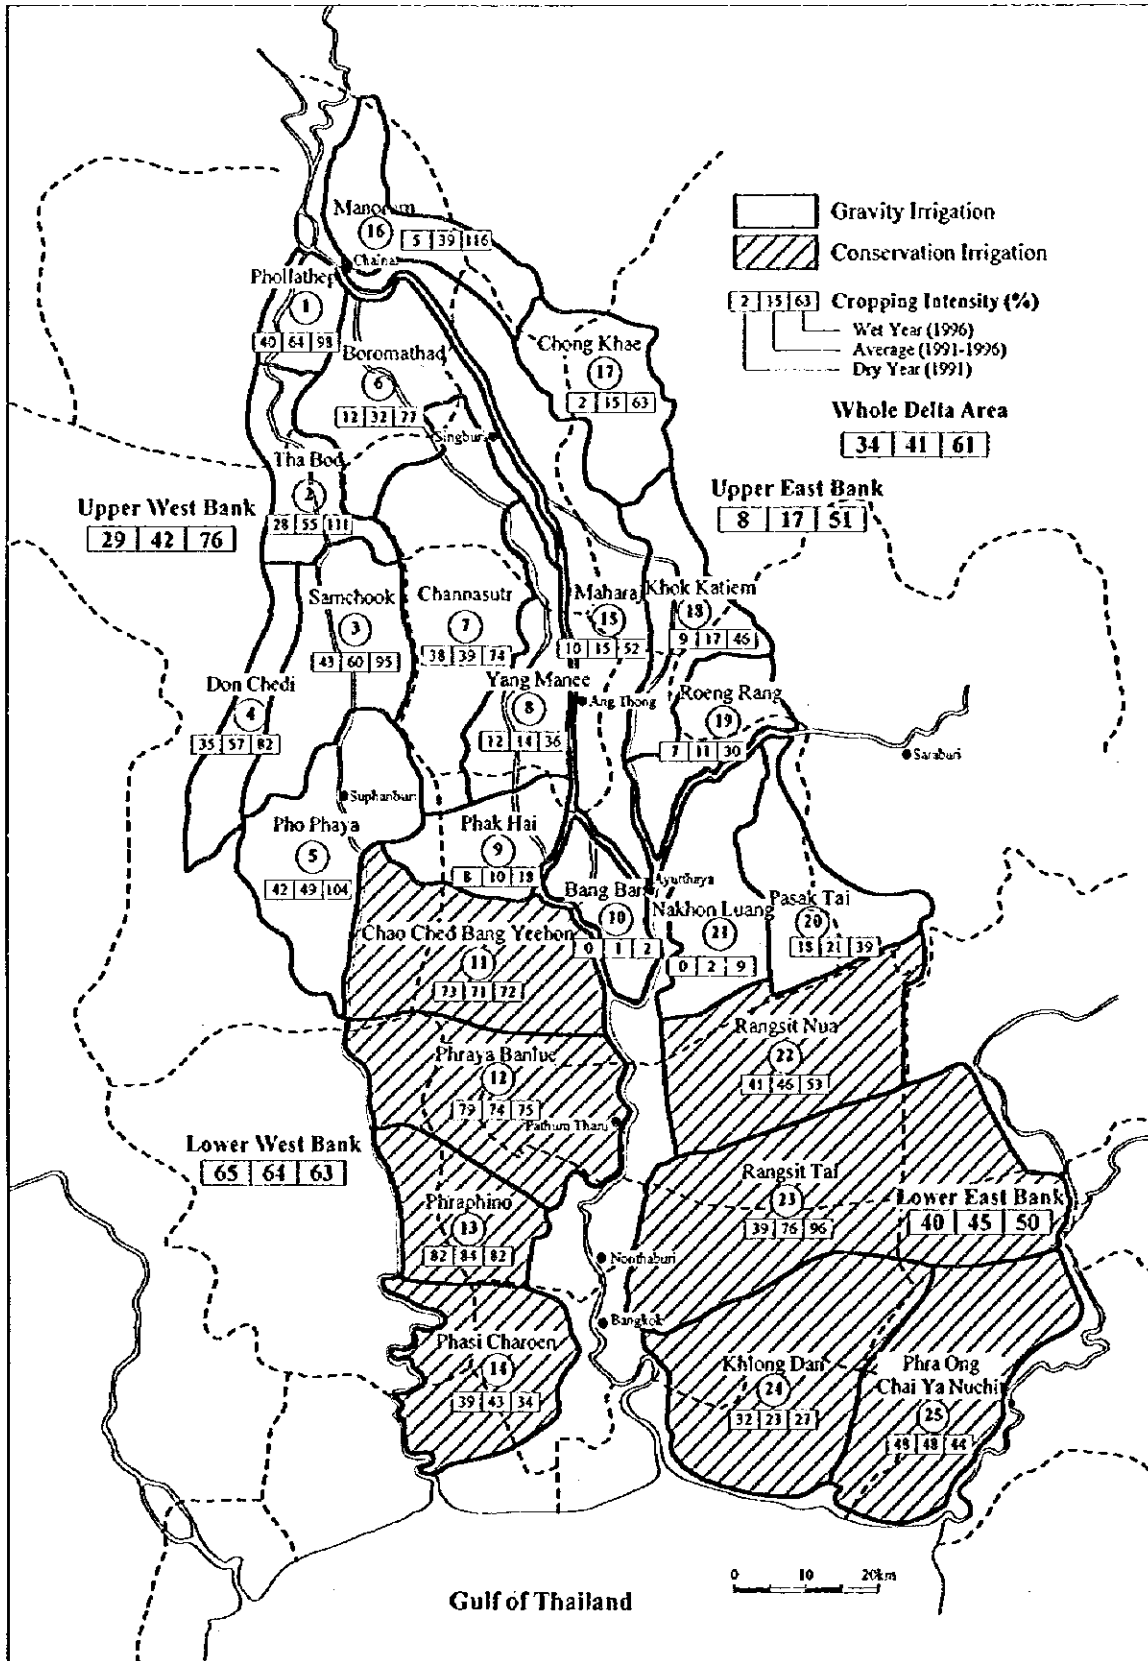 Manorom
16
5 39 116
Chainat
Phollathep
1
40 64 98
Boromathad
6
12 32 77
Singburi
Chong Khae
17
2 15 63
Gravity Irrigation
Conservation Irrigation
2 15 63 Cropping Intensity (%)
Wet Year (1996)
Average (1991-1996)
Dry Year (1991)
Whole Delta Area
34 41 61
Tha Bod
2
28 55 111
Upper West Bank
29 42 76
Upper East Bank
8 17 51
Samchook
3
43 60 95
Channasutr
7
38 39 74
Maharaj
15
10 15 52
Khok Katiem
18
9 17 46
Don Chedi
4
35 57 82
Yang Manee
8
12 14 36
Ang Thong
Roeng Rang
19
7 11 30
Saraburi
Suphanburi
Pho Phaya
5
42 49 104
Phak Hai
9
8 10 18
Bang Ban
10
0 1 2
Ayutthaya
Nakhon Luang
21
0 2 9
Pasak Tai
20
18 21 39
Chao Ched Bang Yeehon
11
73 71 72
Rangsit Nua
22
41 46 53
Phraya Banlue
12
79 74 75
Pathum Thani
Lower West Bank
65 64 63
Rangsit Tai
23
39 76 96
Lower East Bank
40 45 50
Phraphimo
13
82 84 82
Nonthaburi
Bangkok
Phasi Charoen
14
39 43 34
Khlong Dan
24
32 23 27
Phra Ong
Chai Ya Nuchit
25
48 48 44
0 10 20km
Gulf of Thailand